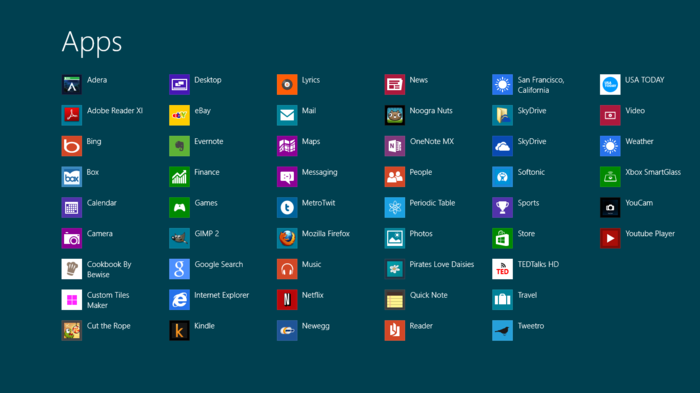 Apps
Adera
Adobe Reader XI
Bing
Box
Calendar
Camera
Cookbook By
Bewise
Custom Tiles
Maker
Cut the Rope
Desktop
eBay
Evernote
Finance
Games
GIMP 2
Google Search
Internet Explorer
Kindle
Lyrics
Mail
Maps
Messaging
MetroTwit
Mozilla Firefox
Music
Netflix
Newegg
News
Noogra Nuts
OneNote MX
People
Periodic Table
Photos
Pirates Love Daisies
Quick Note
Reader
San Francisco,
California
SkyDrive
SkyDrive
Softonic
Sports
Store
TED
TEDTalks HD
Travel
Tweetro
USA TODAY
Video
Weather
Xbox SmartGlass
YouCam
Youtube Player